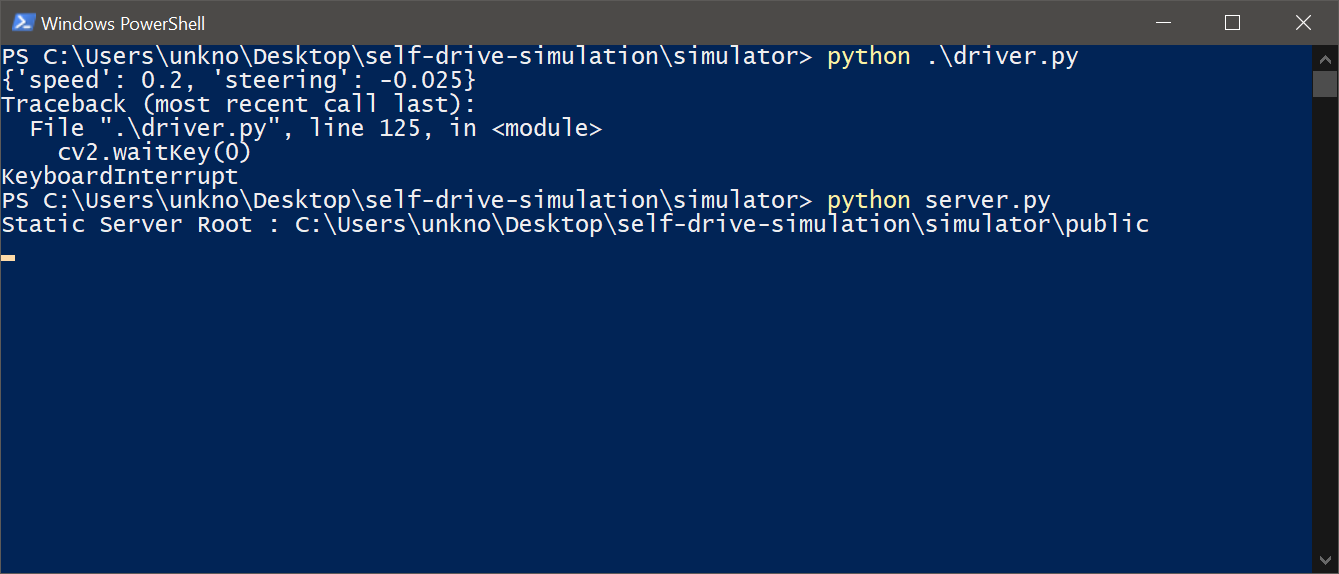 Windows PowerShell
PS C:\Users\unkno\Desktop\self-drive-simulation\simulator> python .\driver.py
{'speed': 0.2, 'steering': -0.025}
Traceback (most recent call last):
  File ".\driver.py", line 125, in <module>
    cv2.waitKey(0)
KeyboardInterrupt
PS C:\Users\unkno\Desktop\self-drive-simulation\simulator> python server.py
Static Server Root : C:\Users\unkno\Desktop\self-drive-simulation\simulator\public